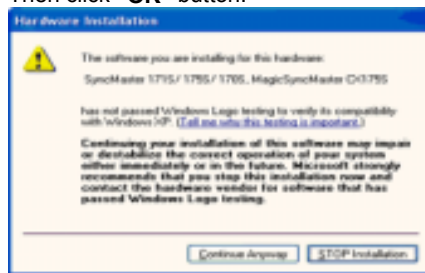 Then click "OK" button.
Hardware Installation
The software you are installing for this hardware:
SyncMaster 171S/ 175S/ 170S, MagicSyncMaster CX175S
has not passed Windows Logo testing to verify its compatibility
with Windows XP. (Tell me why this testing is important.)
Continuing your installation of this software may impair
or destabilize the correct operation of your system
either immediately or in the future. Microsoft strongly
recommends that you stop this installation now and
contact the hardware vendor for software that has
passed Windows Logo testing.
Continue Anyway STOP Installation